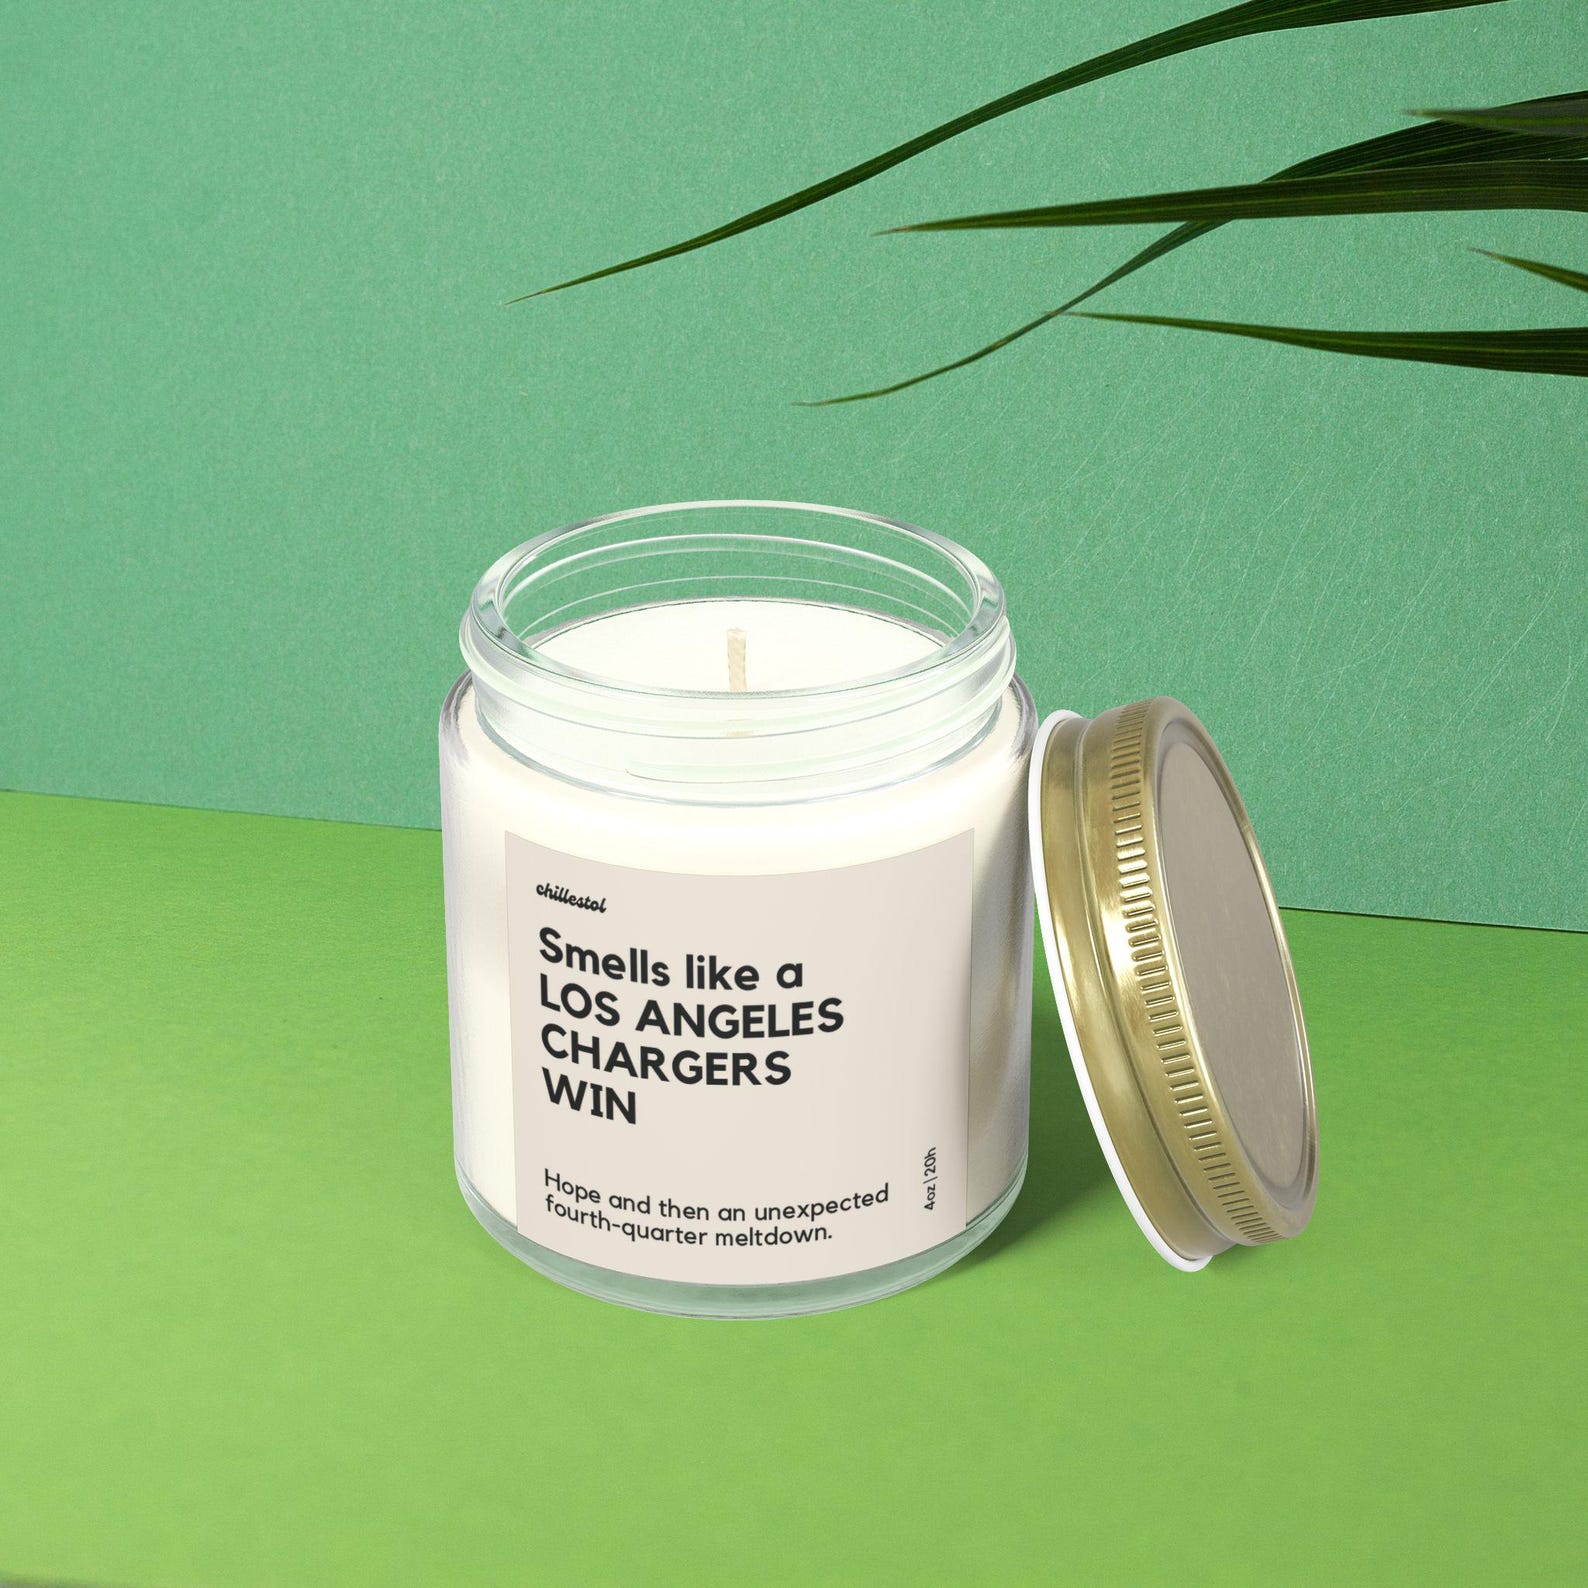 chillestol
Smells like a
LOS ANGELES
CHARGERS
WIN
Hope and then an unexpected
fourth-quarter meltdown.
4oz | 20h